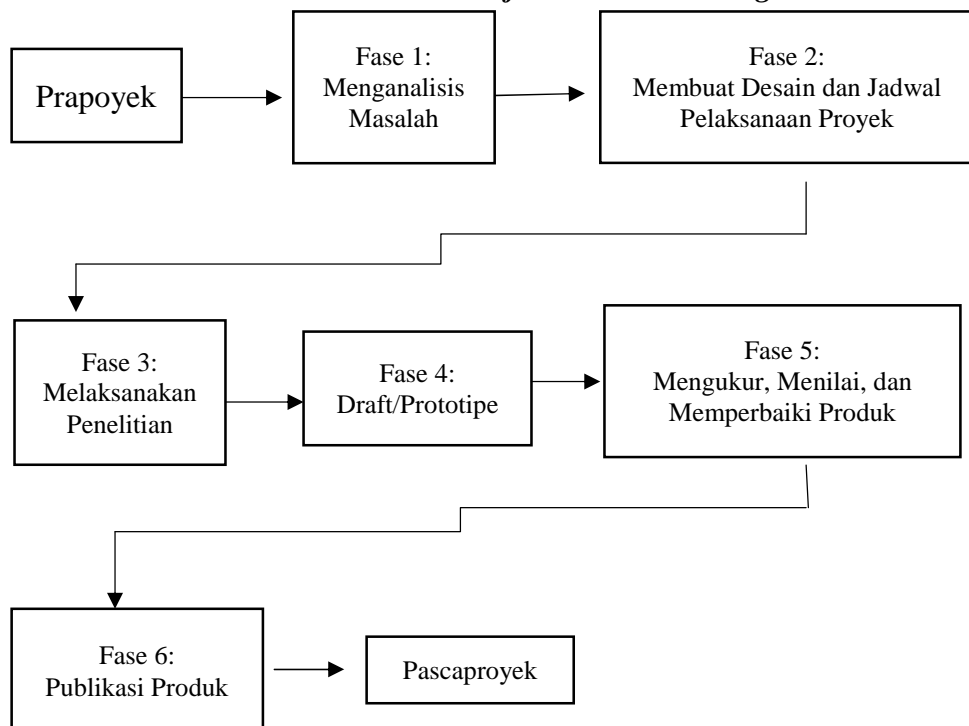 Prapoyek
Fase 1:
Menganalisis
Masalah
Fase 2:
Membuat Desain dan Jadwal
Pelaksanaan Proyek
Fase 3:
Melaksanakan
Penelitian
Fase 4:
Draft/Prototipe
Fase 5:
Mengukur, Menilai, dan
Memperbaiki Produk
Fase 6:
Publikasi Produk
Pascaproyek